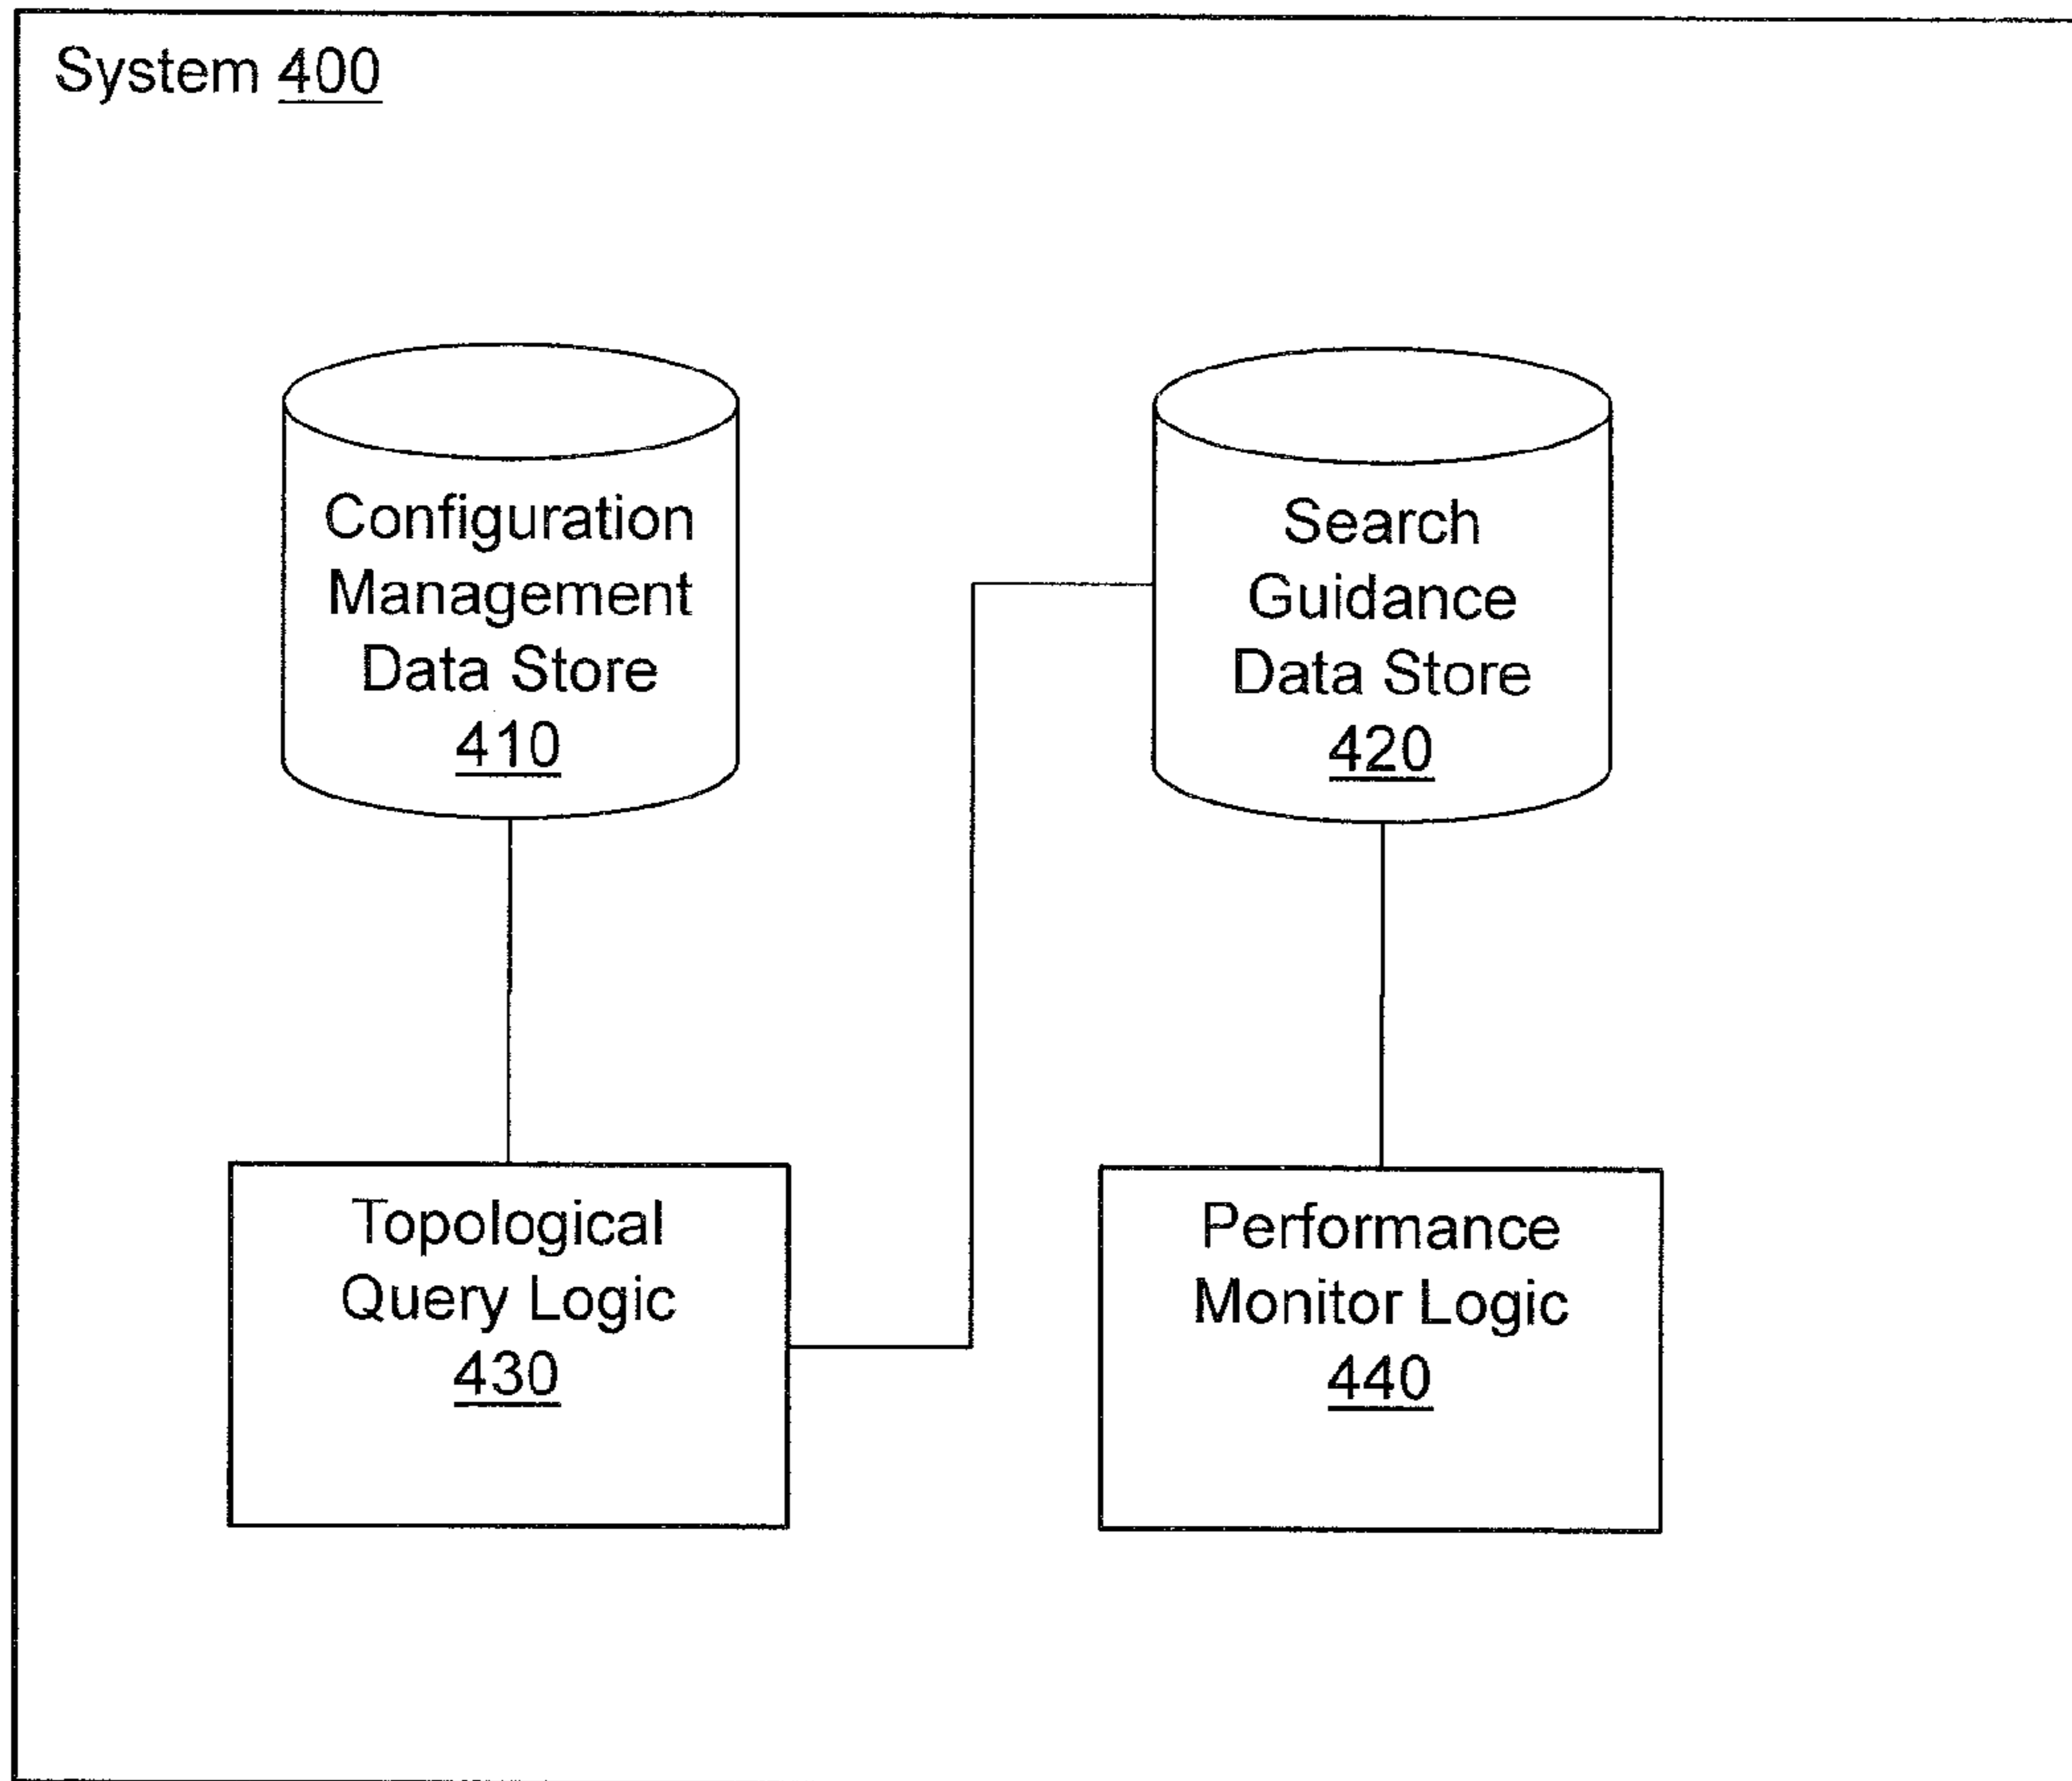 System 400
Configuration
Management
Data Store
410
Search
Guidance
Data Store
420
Topological
Query Logic
430
Performance
Monitor Logic
440